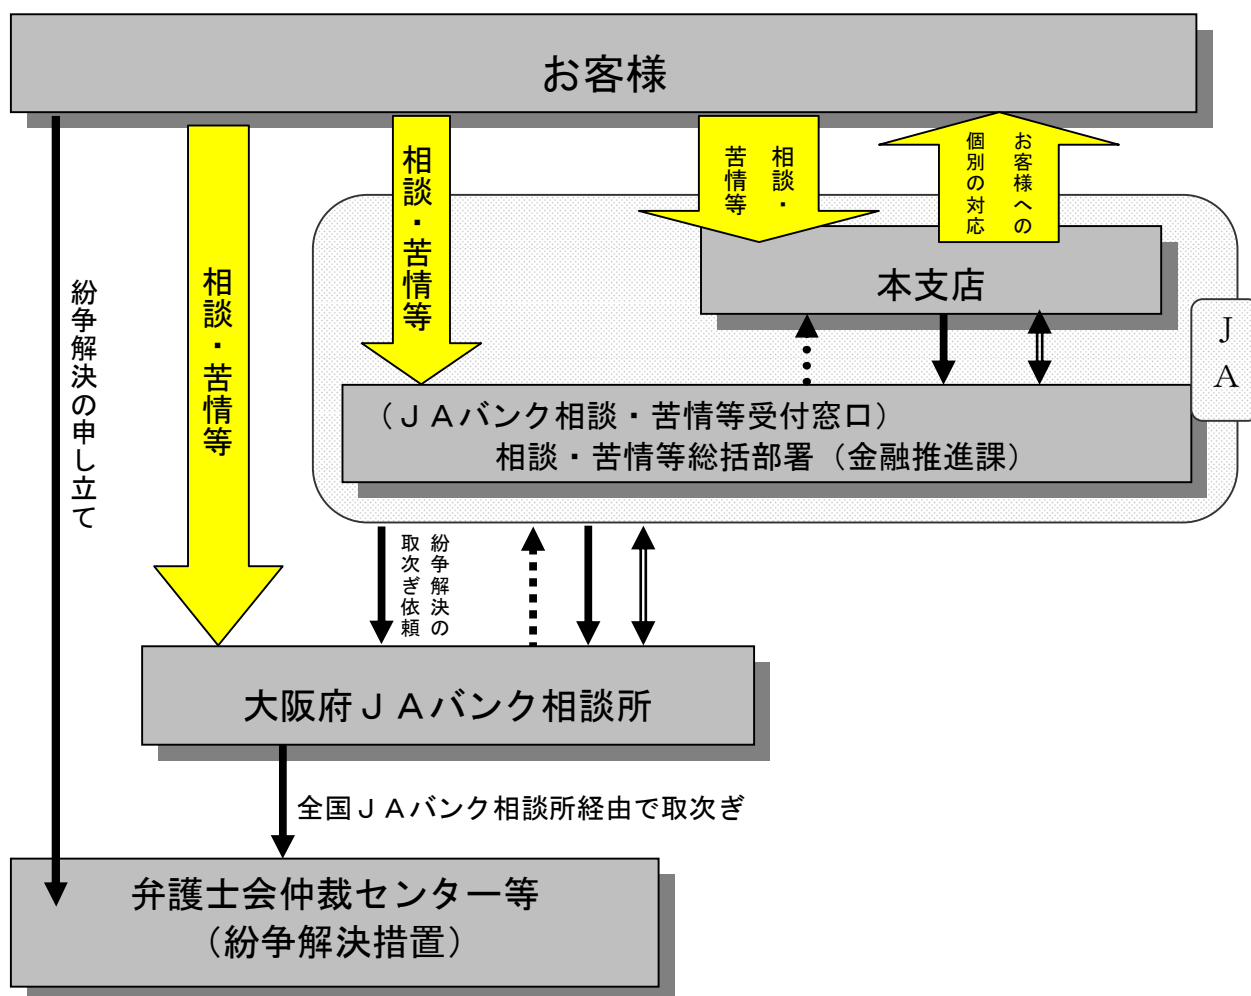 お客様
相談・苦情等
相談・
苦情等
お客様への
個別の対応
相談・苦情等
紛争解決の申し立て
本支店
ＪＡ
（ＪＡバンク相談・苦情等受付窓口）
相談・苦情等総括部署（金融推進課）
紛争解決の
取次ぎ依頼
大阪府ＪＡバンク相談所
全国ＪＡバンク相談所経由で取次ぎ
弁護士会仲裁センター等
（紛争解決措置）